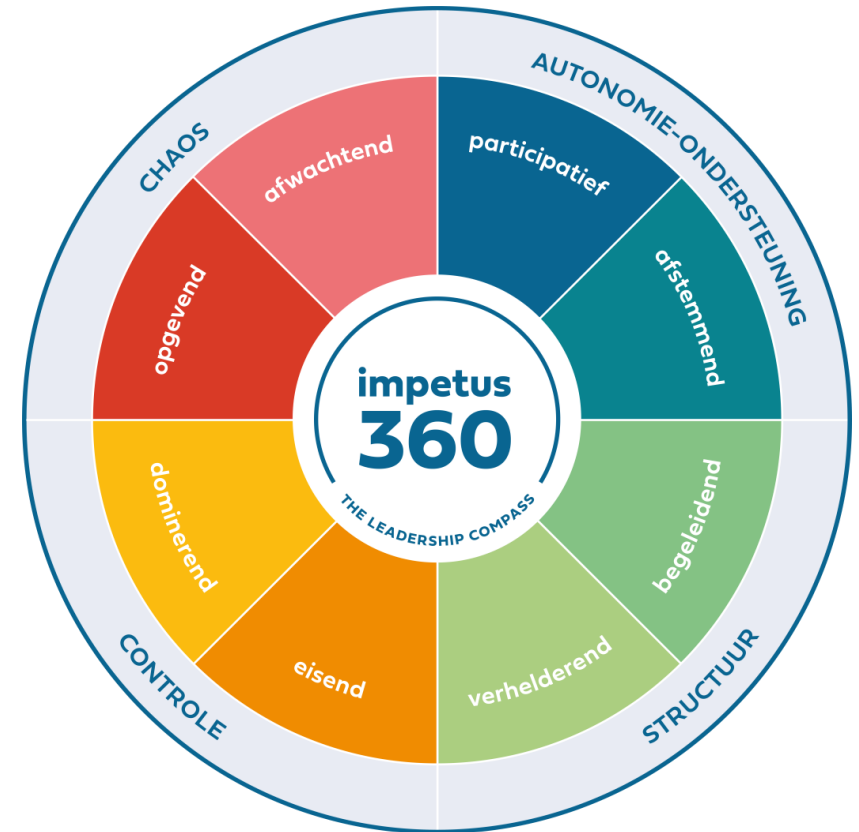 AUTONOMIE-ONDERSTEUNING
participatief
afstemmend
STRUCTUUR
begeleidend
verhelderend
CONTROLE
eisend
dominerend
CHAOS
opgevend
afwachtend
impetus
360
THE LEADERSHIP COMPASS